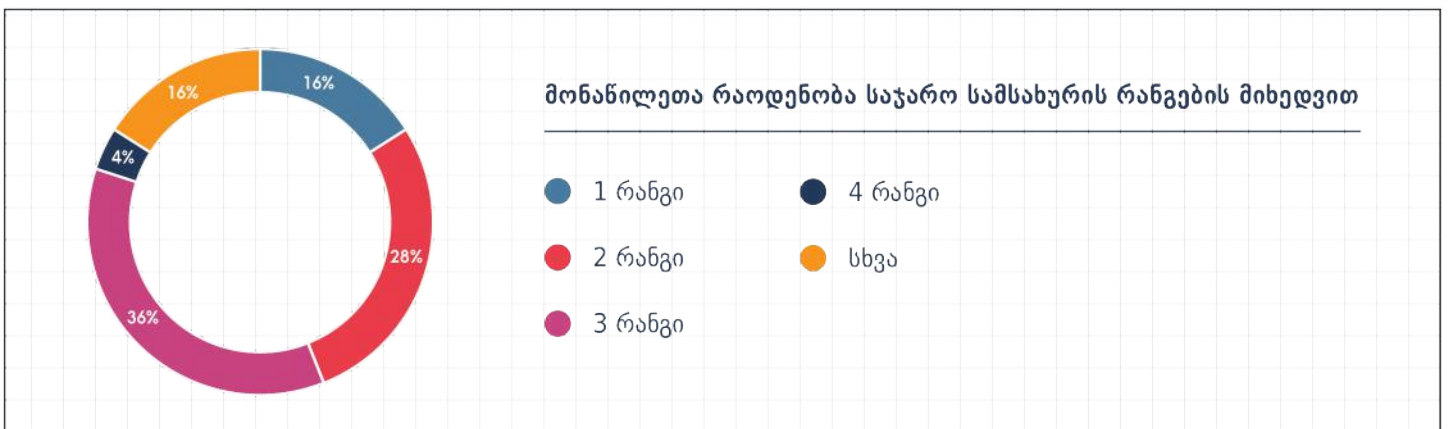 16%
16%
4%
28%
36%
მონაწილეთა რაოდენობა საჯარო სამსახურის რანგების მიხედვით
1 რანგი
4 რანგი
2 რანგი
სხვა
3 რანგი